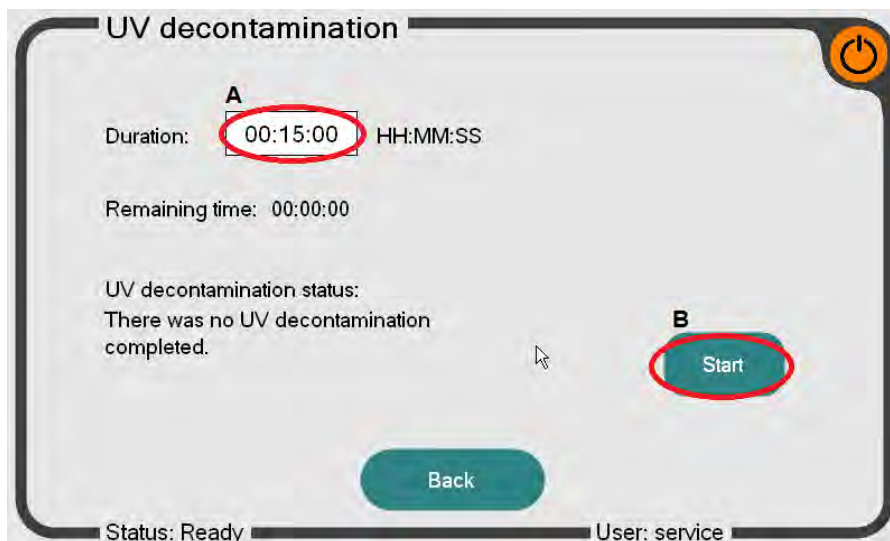 UV decontamination
A
Duration: 00:15:00 HH:MM:SS
Remaining time: 00:00:00
UV decontamination status:
There was no UV decontamination
completed.
B
Start
Back
Status: Ready User: service